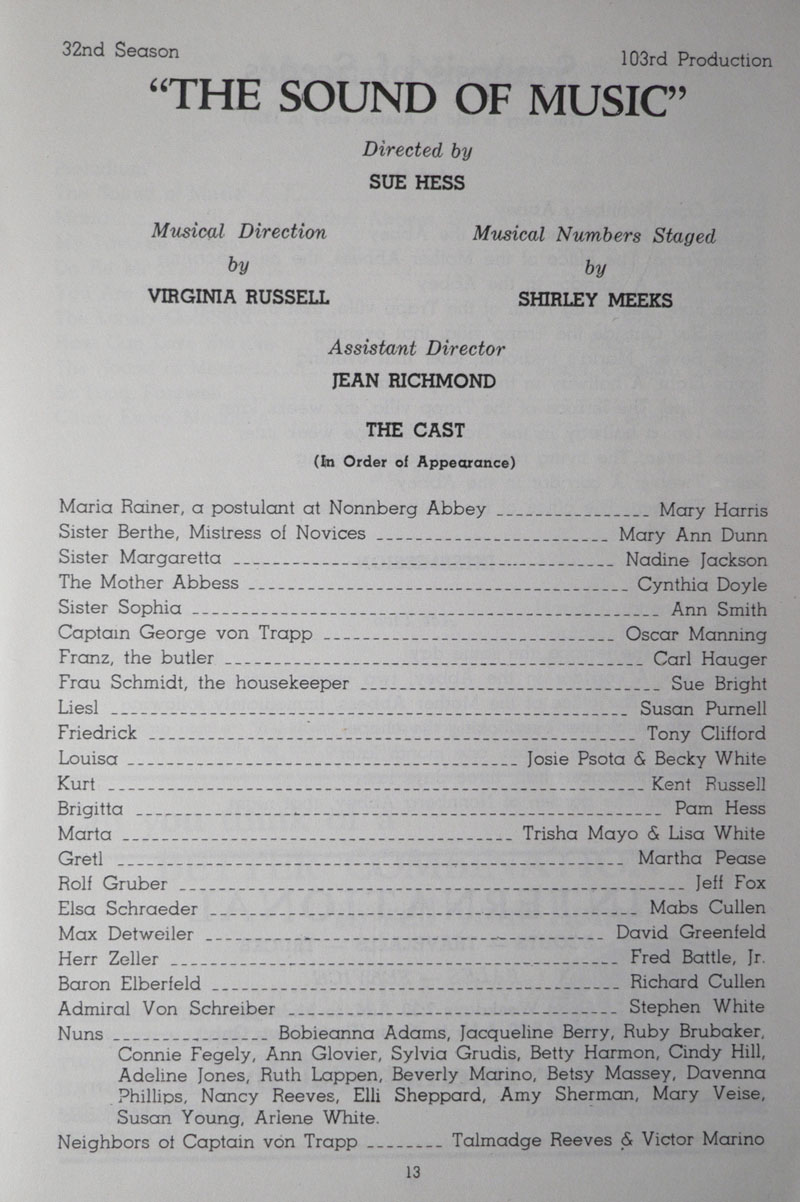 32nd Season
103rd Production
“THE SOUND OF MUSIC”
Directed by
SUE HESS
Musical Direction
by
VIRGINIA RUSSELL
Musical Numbers Staged
by
SHIRLEY MEEKS
Assistant Director
JEAN RICHMOND
THE CAST
(In Order of Appearance)
Maria Rainer, a postulant at Nonnberg Abbey ________________ Mary Harris
Sister Berthe, Mistress of Novices ________________________ Mary Ann Dunn
Sister Margaretta ________________________________________ Nadine Jackson
The Mother Abbess ________________________________________ Cynthia Doyle
Sister Sophia ________________________________________________ Ann Smith
Captain George von Trapp ______________________________ Oscar Manning
Franz, the butler ____________________________________________ Carl Hauger
Frau Schmidt, the housekeeper ________________________________ Sue Bright
Liesl ______________________________________________________ Susan Purnell
Friedrick __________________________________________________ Tony Clifford
Louisa ________________________________________ Josie Psota & Becky White
Kurt ________________________________________________________ Kent Russell
Brigitta ______________________________________________________ Pam Hess
Marta ________________________________________ Trisha Mayo & Lisa White
Gretl ____________________________________________________ Martha Pease
Rolf Gruber ____________________________________________________ Jeff Fox
Elsa Schraeder ____________________________________________ Mabs Cullen
Max Detweiler __________________________________________ David Greenfeld
Herr Zeller ______________________________________________ Fred Battle, Jr.
Baron Elberfeld __________________________________________ Richard Cullen
Admiral Von Schreiber __________________________________ Stephen White
Nuns ________________ Bobieanna Adams, Jacqueline Berry, Ruby Brubaker,
Connie Fegely, Ann Glovier, Sylvia Grudis, Betty Harmon, Cindy Hill,
Adeline Jones, Ruth Lappen, Beverly Marino, Betsy Massey, Davenna
Phillips, Nancy Reeves, Elli Sheppard, Amy Sherman, Mary Veise,
Susan Young, Arlene White.
Neighbors of Captain von Trapp ________ Talmadge Reeves & Victor Marino
13